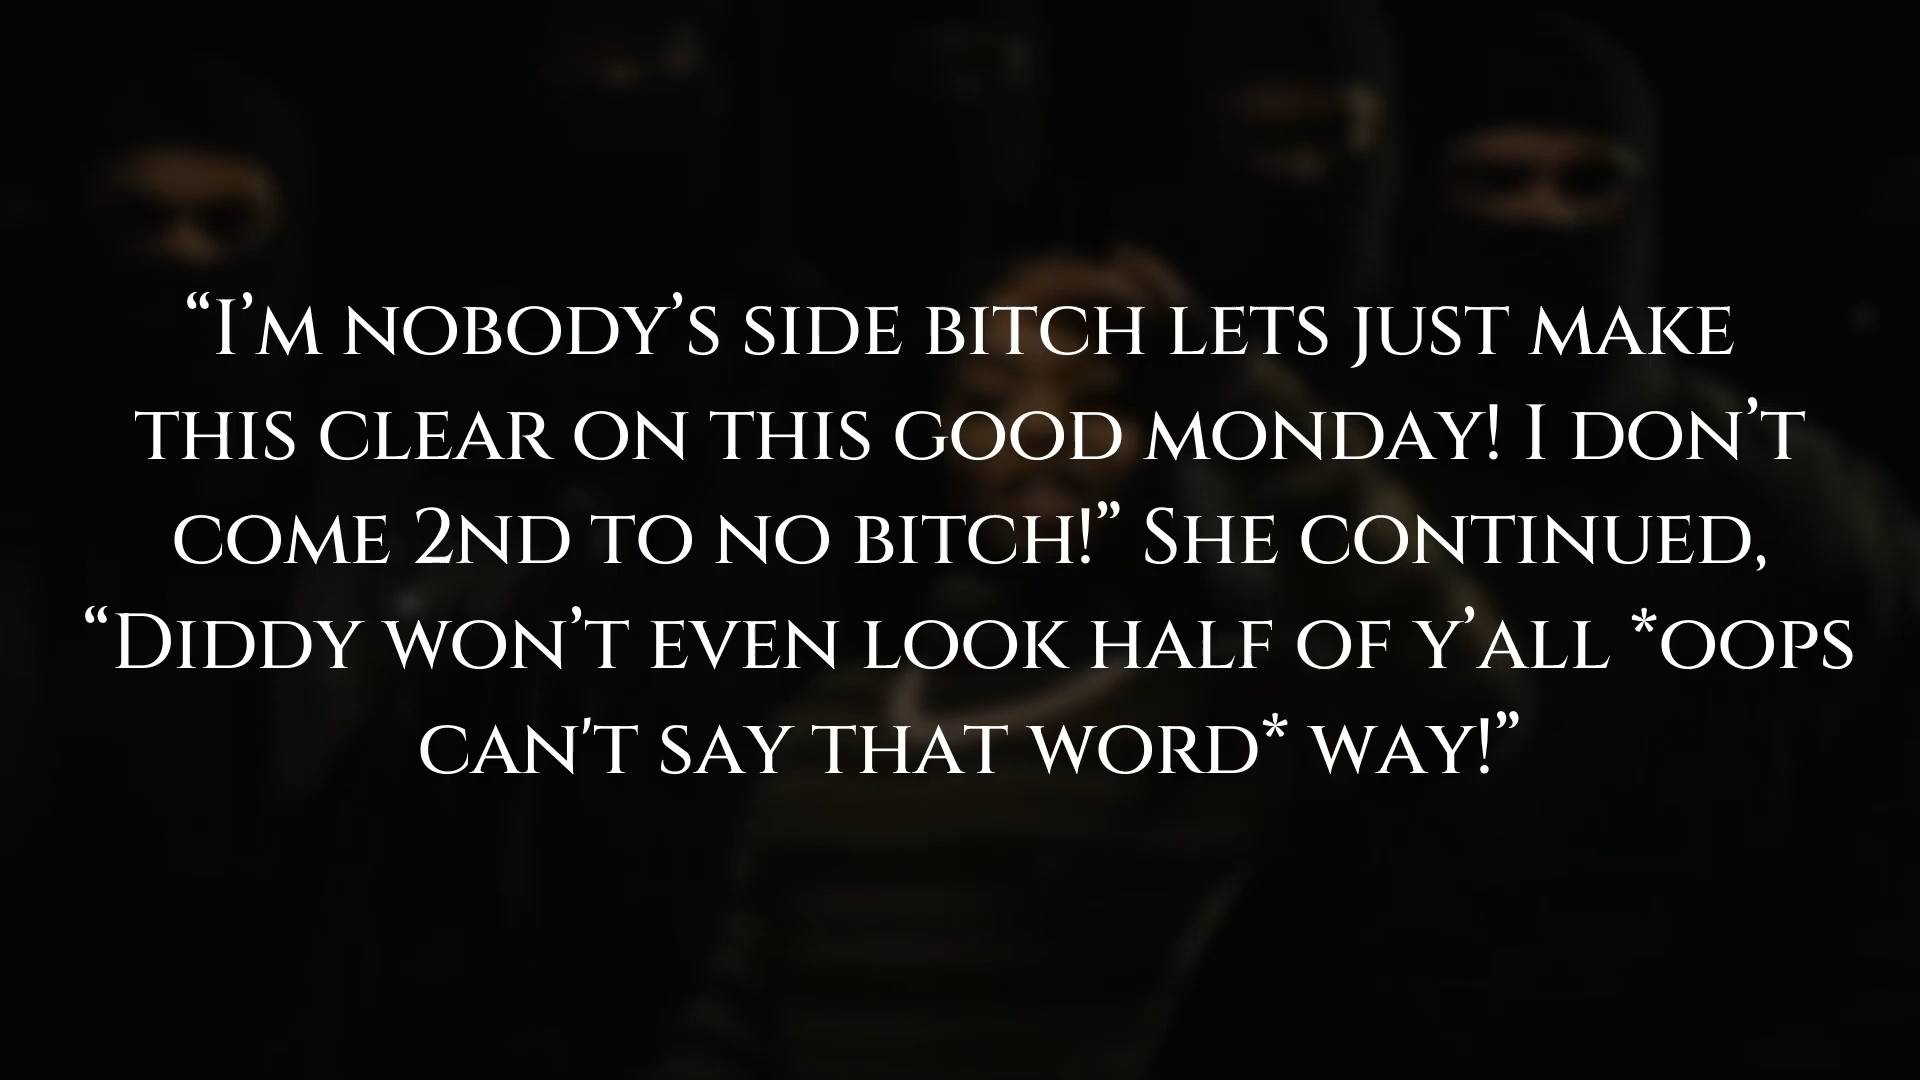 “I’m nobody’s side bitch lets just make
this clear on this good Monday! I don’t
come 2nd to no bitch!” She continued,
“Diddy won’t even look half of y’all *oops
can't say that word* way!”